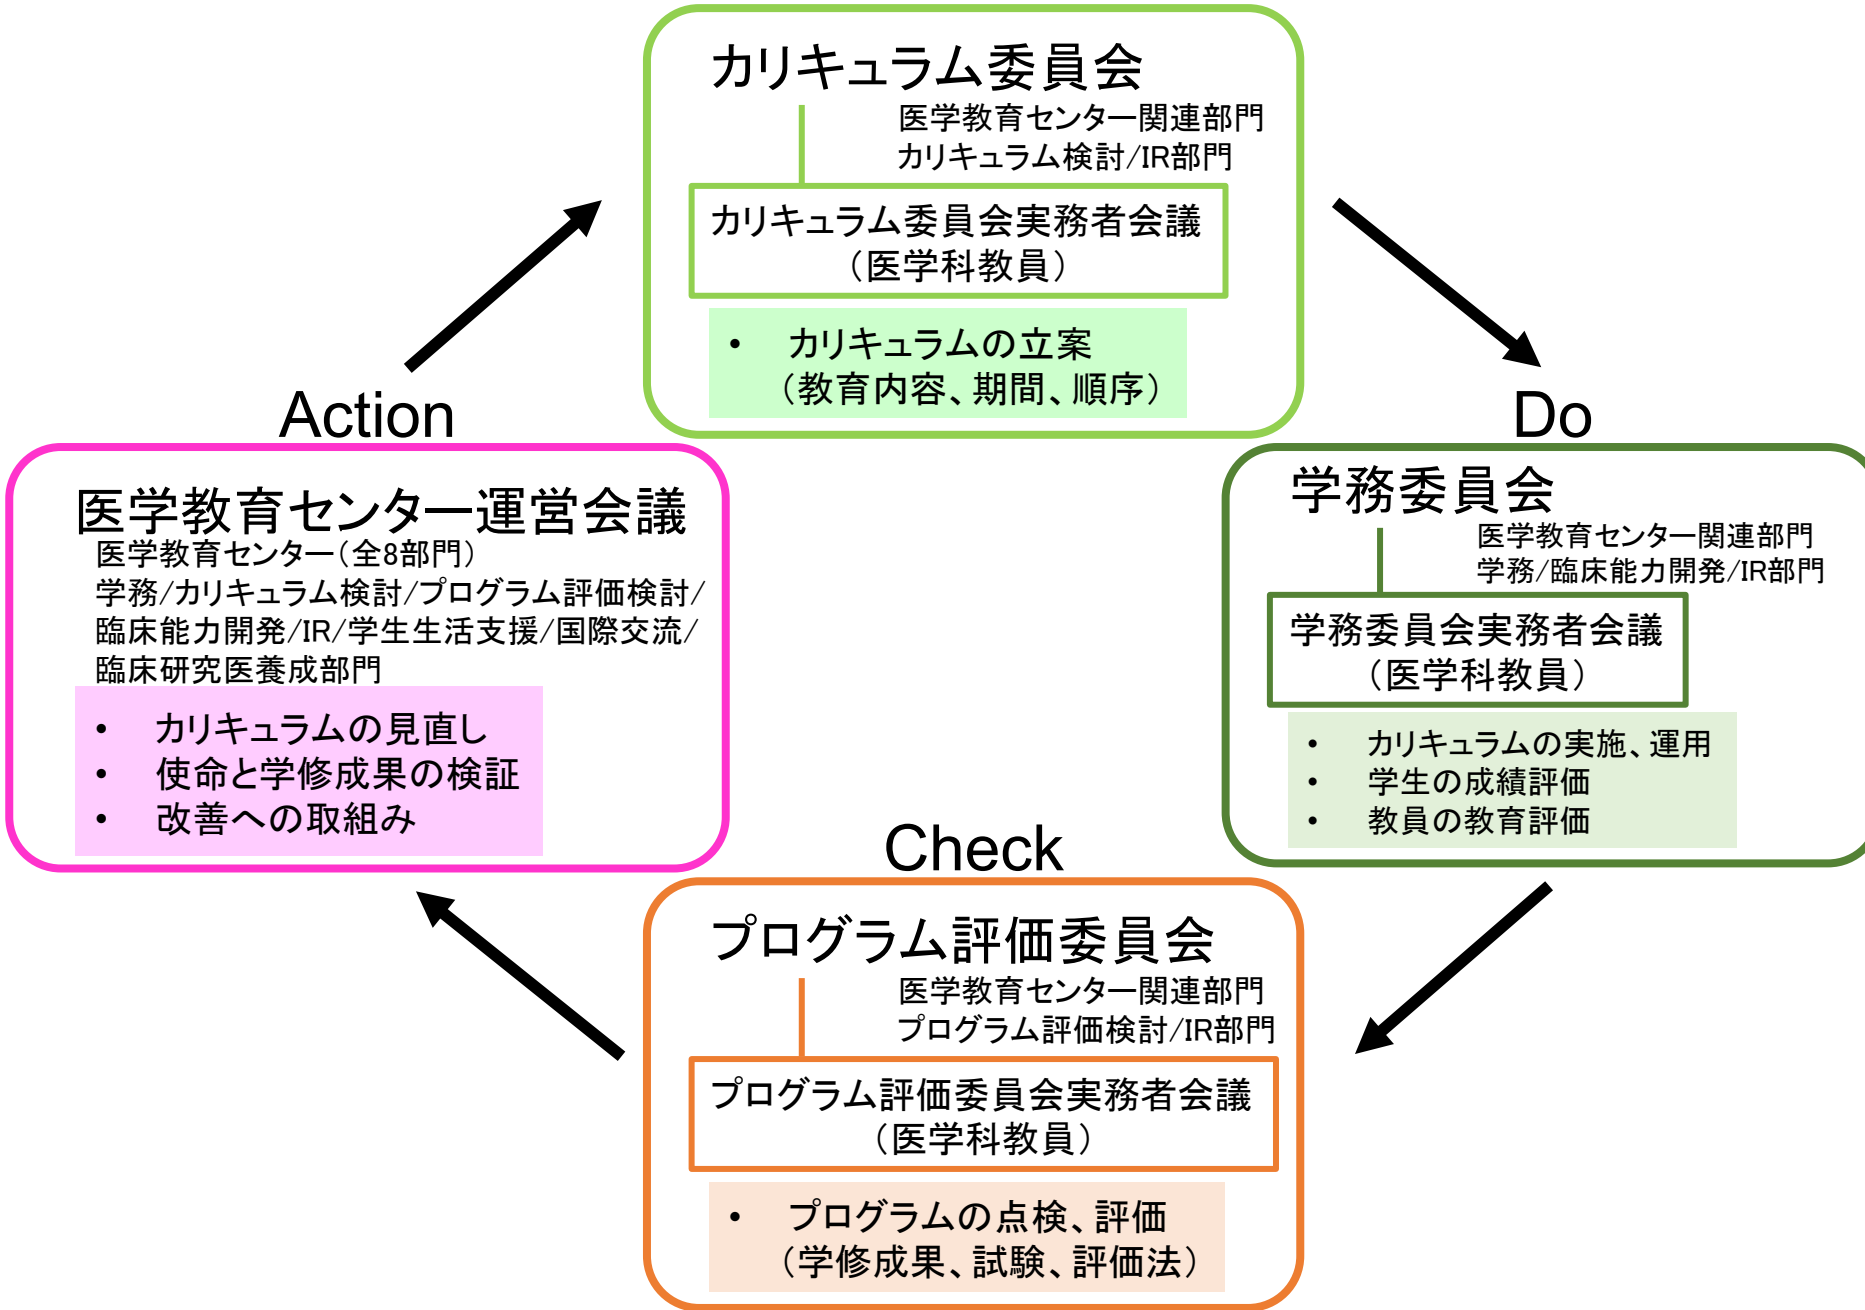 カリキュラム委員会
医学教育センター関連部門
カリキュラム検討/IR部門
カリキュラム委員会実務者会議
（医学科教員）
• カリキュラムの立案
（教育内容、期間、順序）
Action
医学教育センター運営会議
医学教育センター（全8部門）
学務/カリキュラム検討/プログラム評価検討/
臨床能力開発/IR/学生生活支援/国際交流/
臨床研究医養成部門
• カリキュラムの見直し
• 使命と学修成果の検証
• 改善への取組み
Do
学務委員会
医学教育センター関連部門
学務/臨床能力開発/IR部門
学務委員会実務者会議
（医学科教員）
• カリキュラムの実施、運用
• 学生の成績評価
• 教員の教育評価
Check
プログラム評価委員会
医学教育センター関連部門
プログラム評価検討/IR部門
プログラム評価委員会実務者会議
（医学科教員）
• プログラムの点検、評価
（学修成果、試験、評価法）